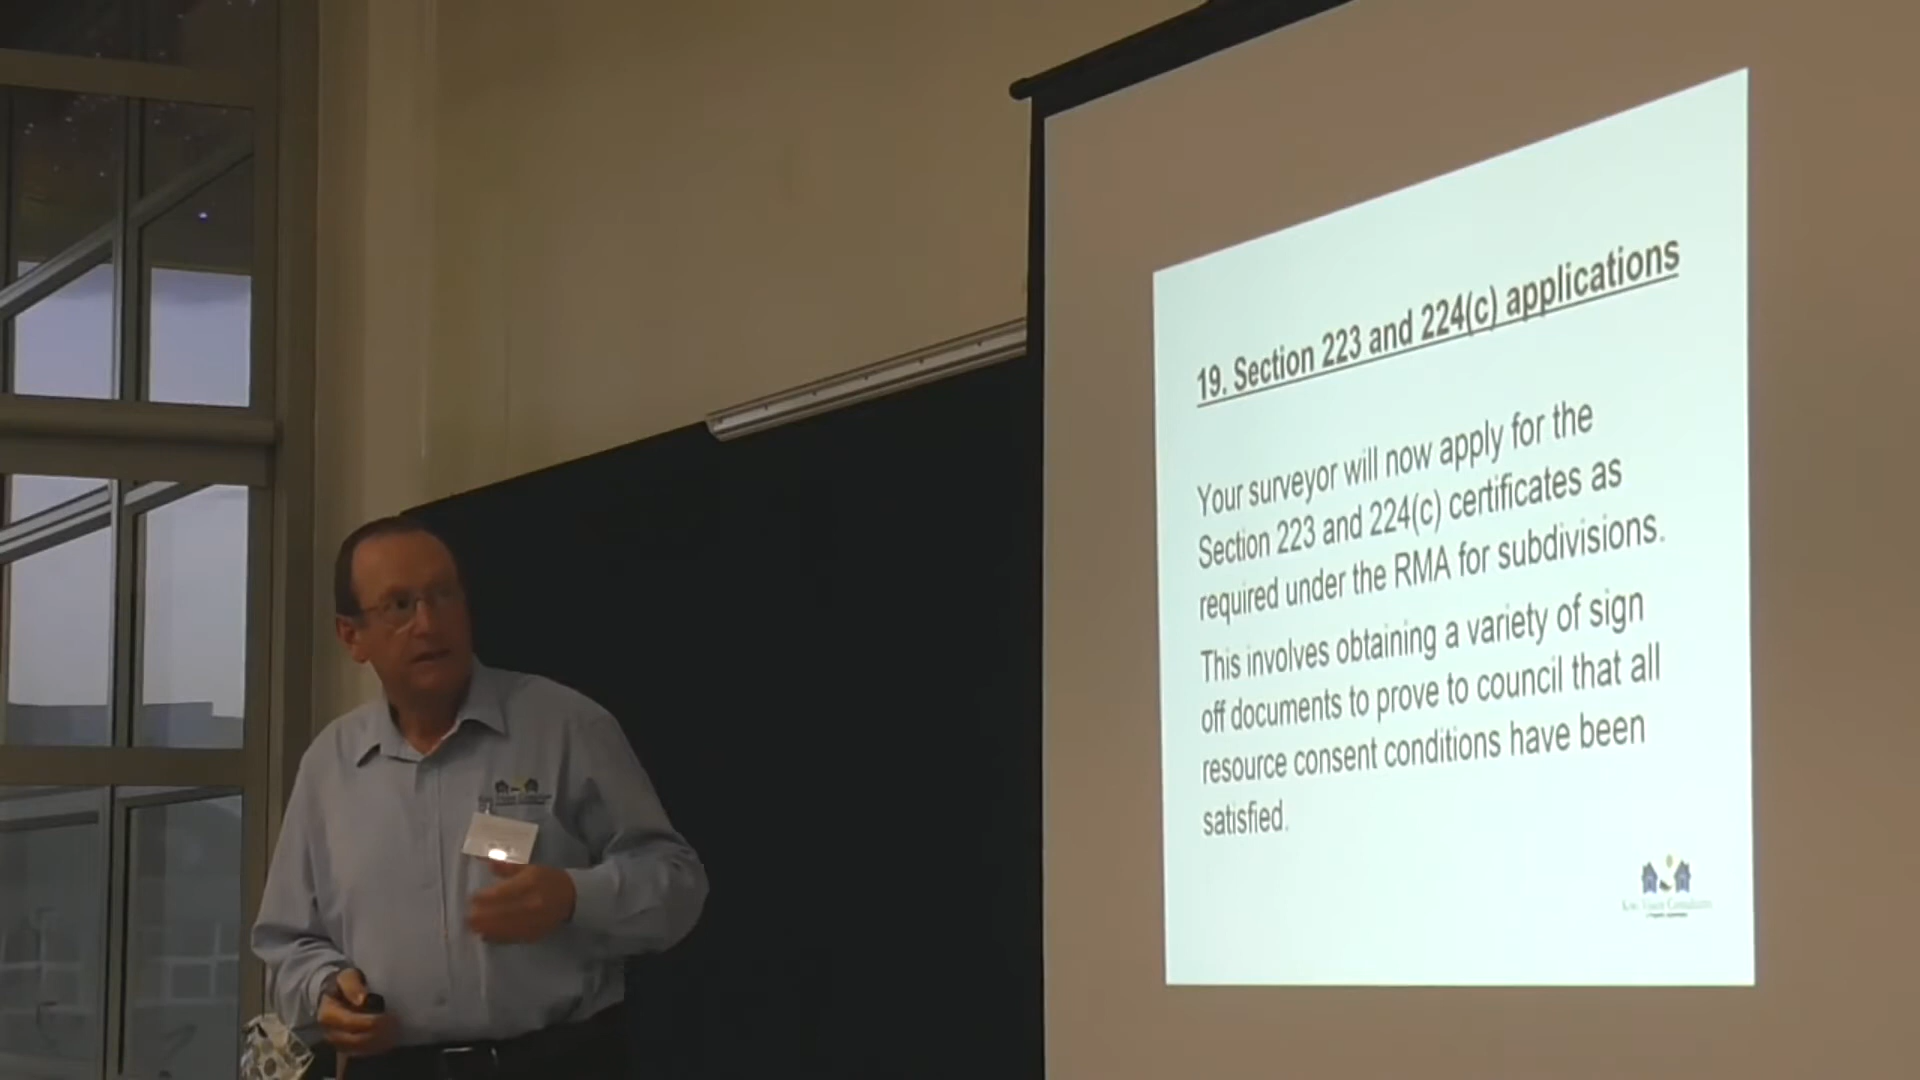 19. Section 223 and 224(c) applications
Your surveyor will now apply for the
Section 223 and 224(c) certificates as
required under the RMA for subdivisions.
This involves obtaining a variety of sign
off documents to prove to council that all
resource consent conditions have been
satisfied.